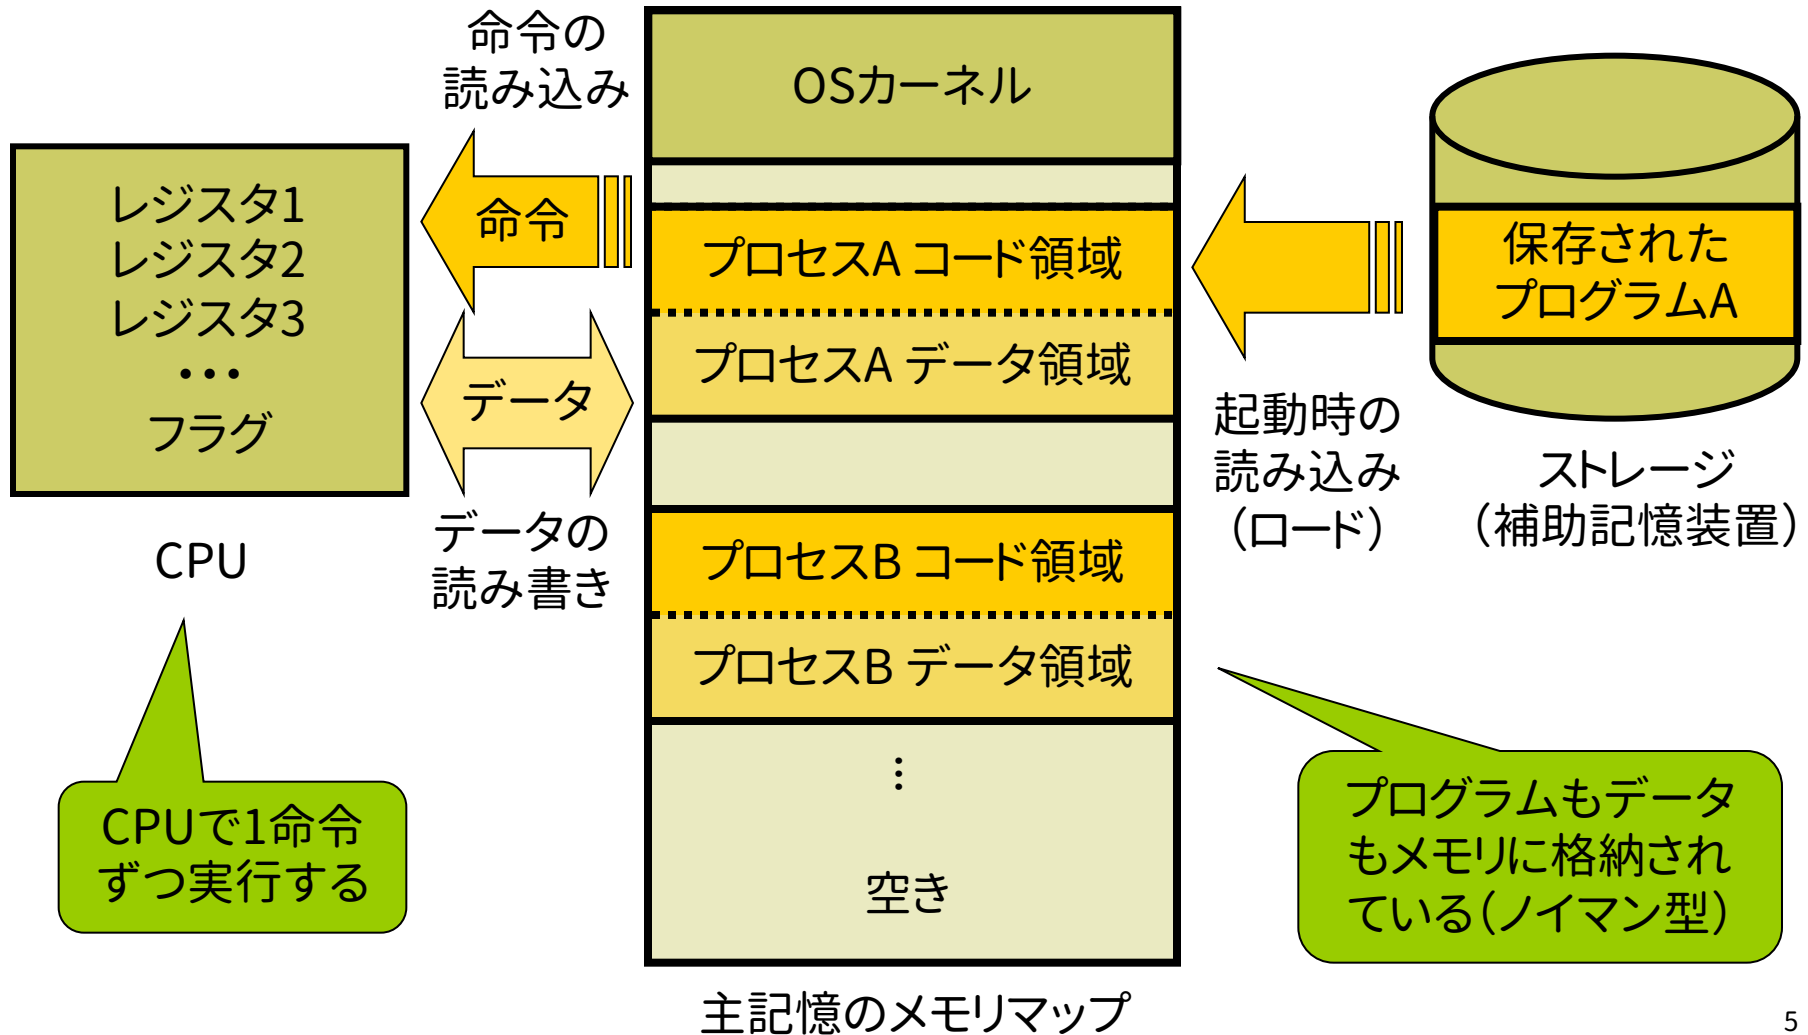 命令の
読み込み
OSカーネル
レジスタ1
レジスタ2
レジスタ3
…
フラグ
CPU
命令
データ
データの
読み書き
プロセスA コード領域
プロセスA データ領域
プロセスB コード領域
プロセスB データ領域
⋮
空き
主記憶のメモリマップ
保存された
プログラムA
起動時の
読み込み
（ロード）
ストレージ
（補助記憶装置）
CPUで1命令
ずつ実行する
プログラムもデータ
もメモリに格納され
ている（ノイマン型）
5